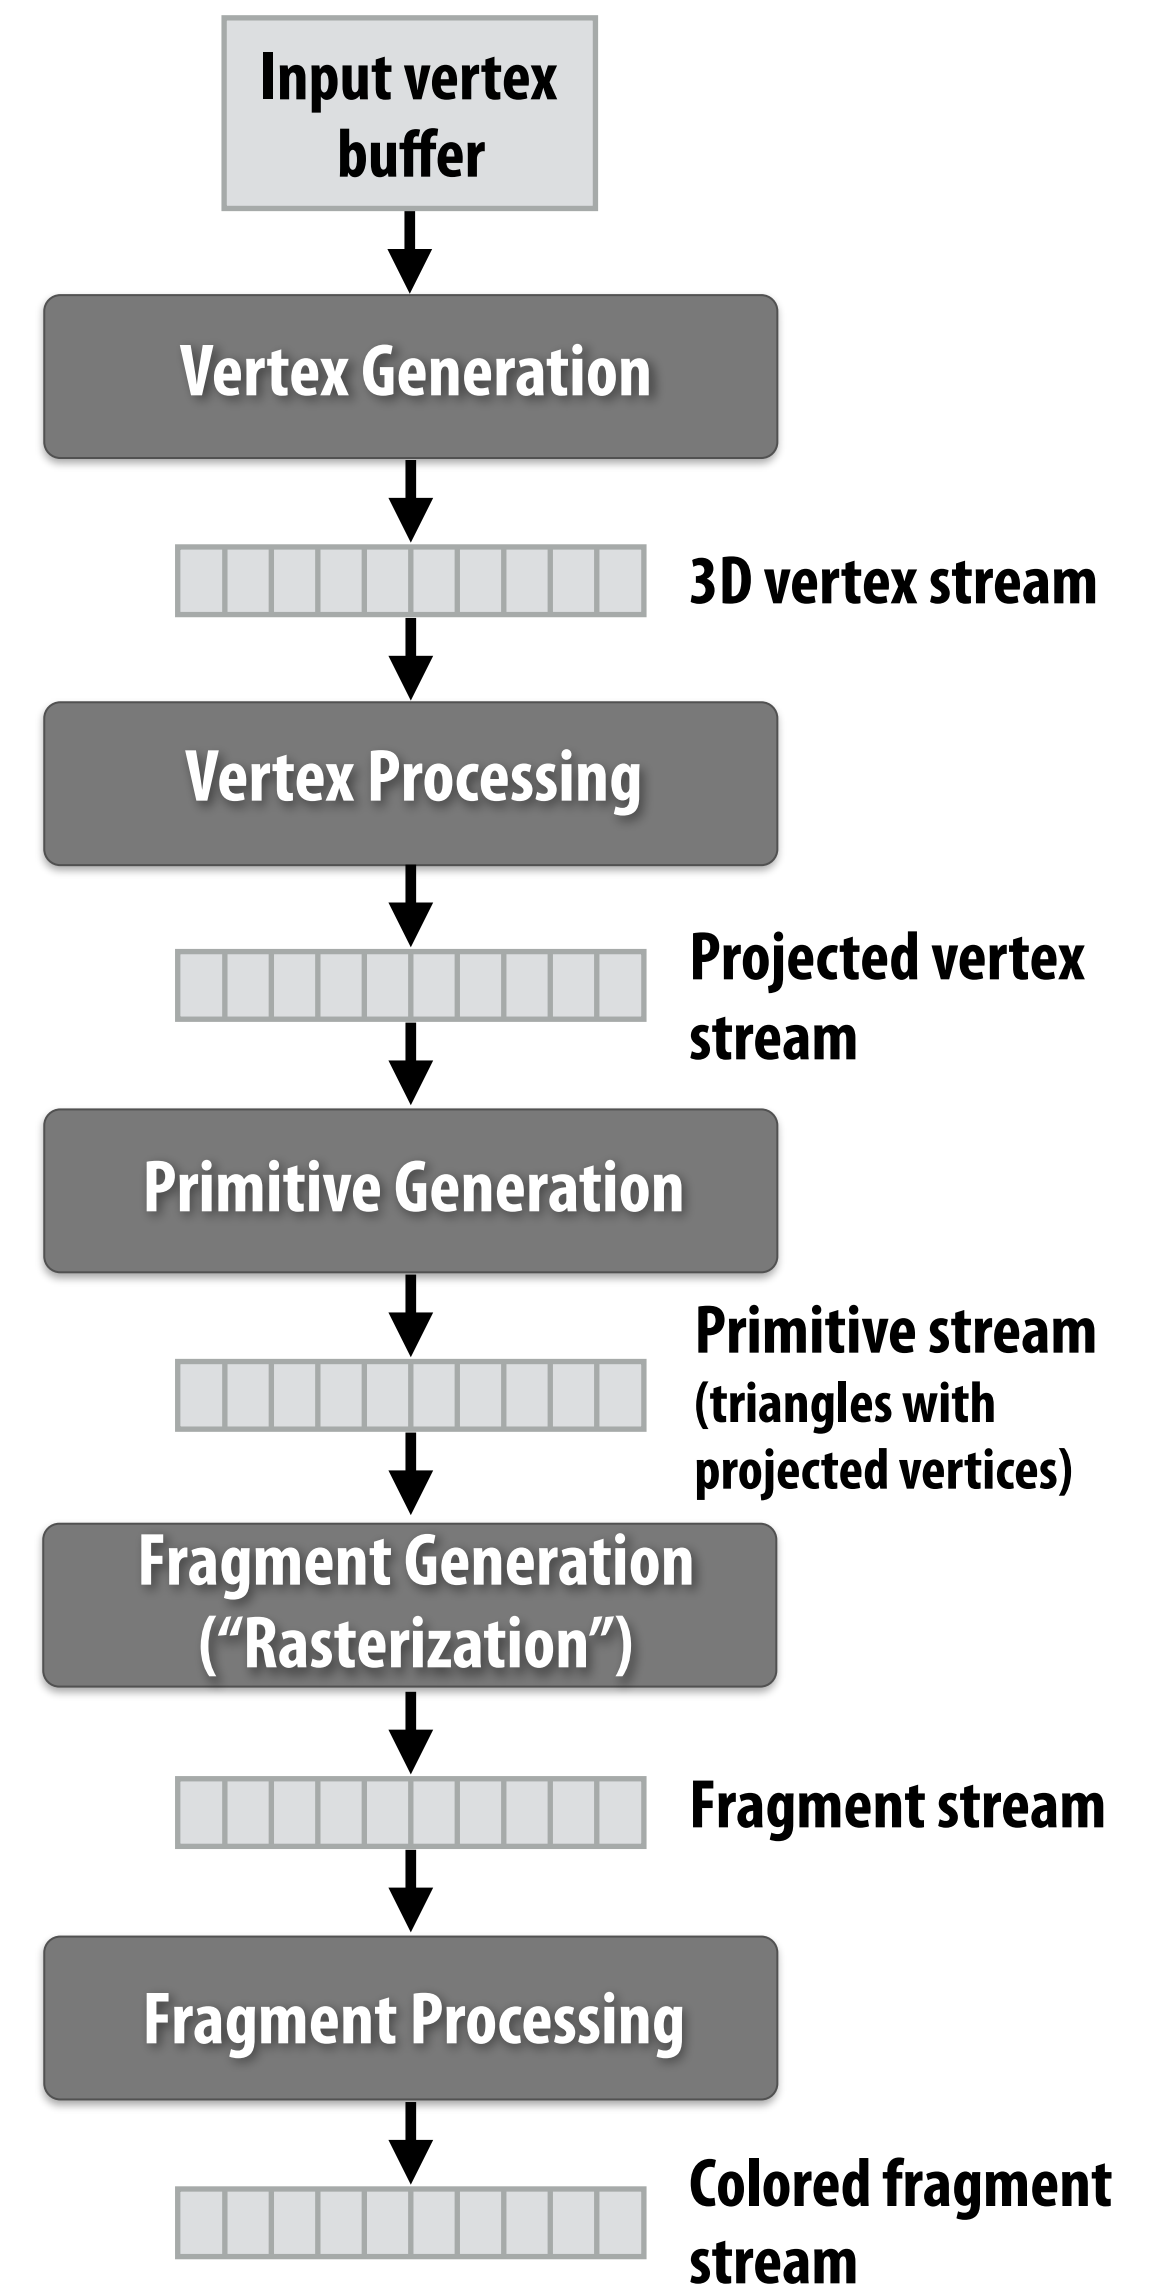 Input vertex
buffer
Vertex Generation
3D vertex stream
Vertex Processing
Projected vertex
stream
Primitive Generation
Primitive stream
(triangles with
projected vertices)
Fragment Generation
(“Rasterization”)
Fragment stream
Fragment Processing
Colored fragment
stream